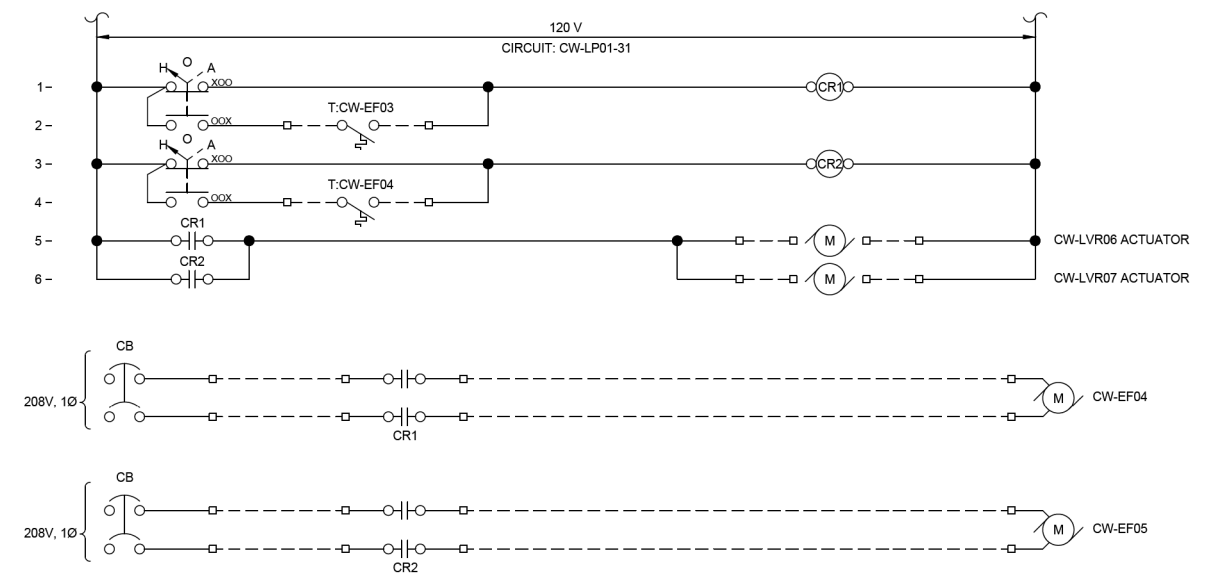 120 V
CIRCUIT: CW-LP01-31
H O A
1- XOO CR1
T:CW-EF03
2- OOX
H O A
3- XOO CR2
T:CW-EF04
4- OOX
CR1
5- M CW-LVR06 ACTUATOR
CR2
6- M CW-LVR07 ACTUATOR
CB
208V, 1Ø M CW-EF04
CR1
CB
208V, 1Ø M CW-EF05
CR2